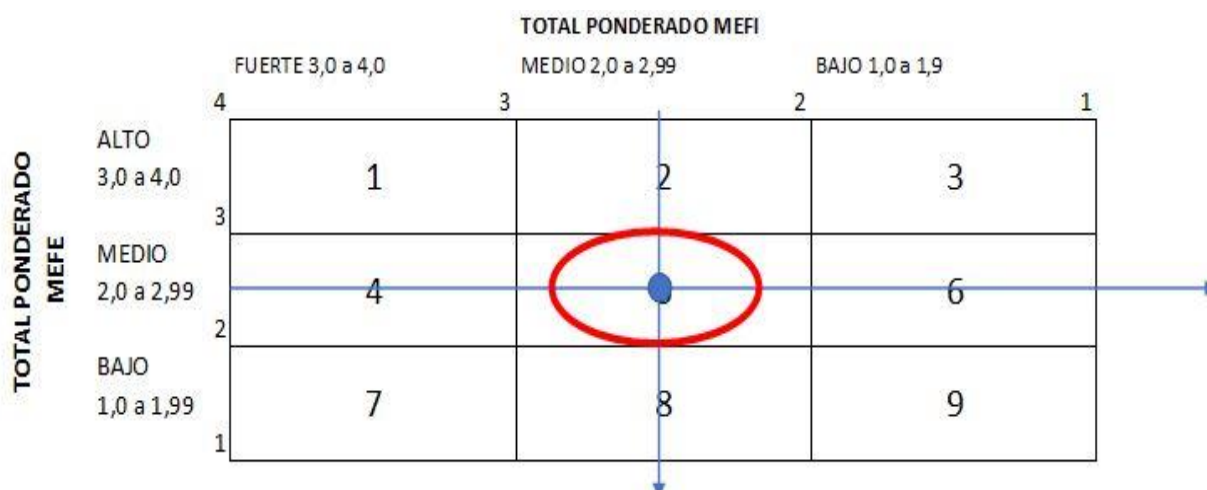 TOTAL PONDERADO MEFI
FUERTE 3,0 a 4,0 MEDIO 2,0 a 2,99 BAJO 1,0 a 1,9
4 3 2 1
TOTAL PONDERADO
MEFE
ALTO
3,0 a 4,0
1 2 3
3
MEDIO
2,0 a 2,99
4 6
2
BAJO
1,0 a 1,99
7 8 9
1